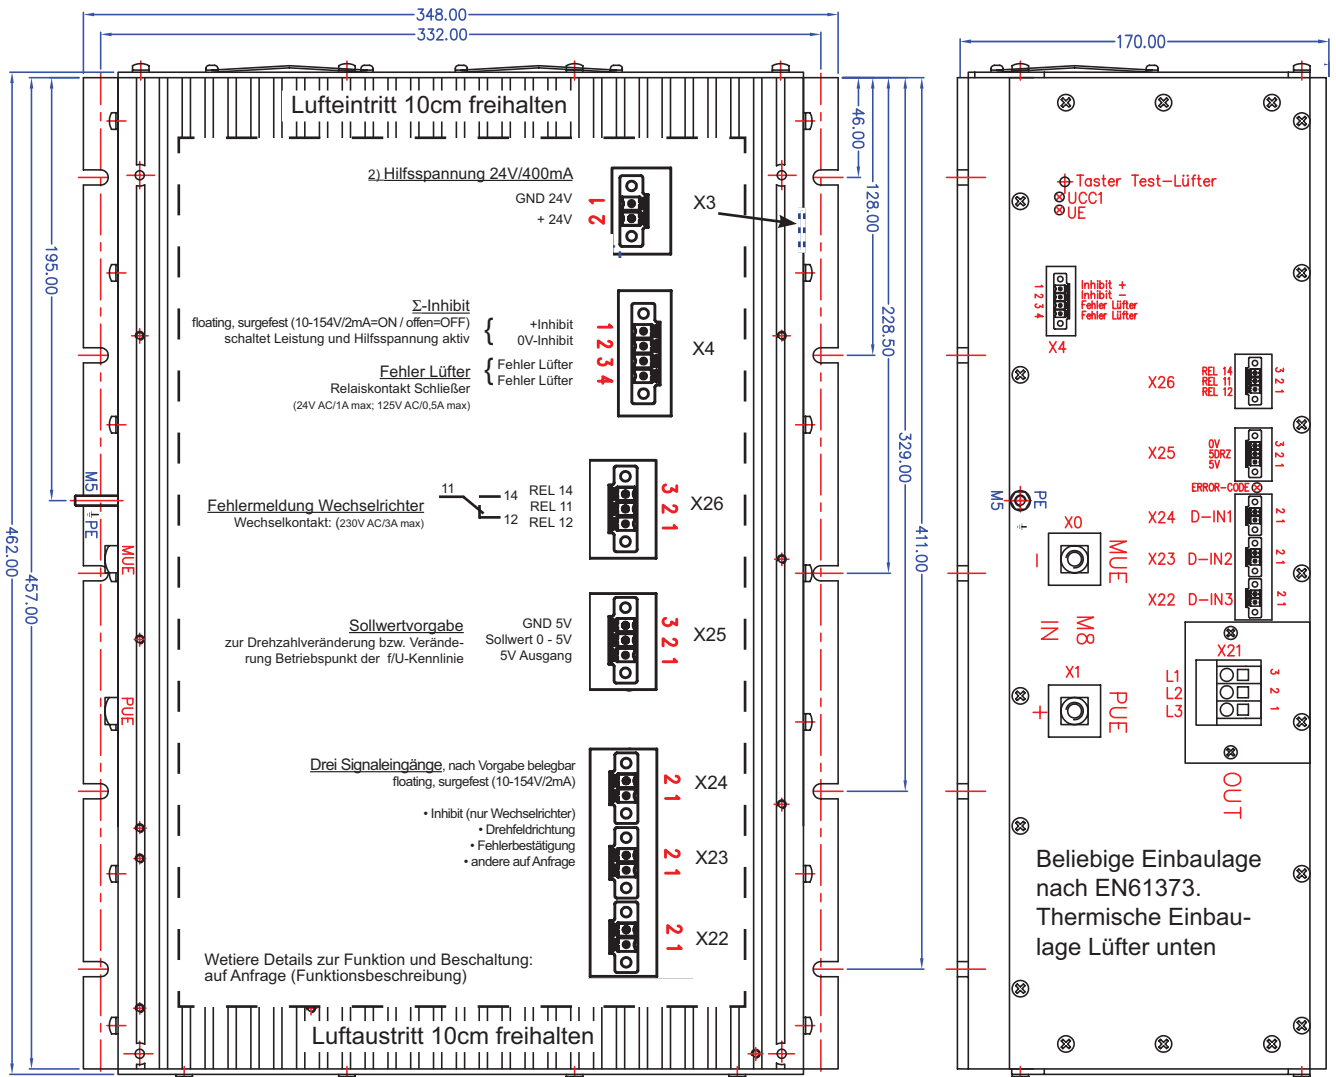 348.00
332.00
170.00
Lufteintritt 10cm freihalten
46.00
128.00
228.50
329.00
411.00
195.00
462.00
457.00
2) Hilfsspannung 24V/400mA
GND 24V
+ 24V
1
2
X3
Σ-Inhibit
floating, surgefest (10-154V/2mA=ON / offen=OFF)
schaltet Leistung und Hilfsspannung aktiv
{
+Inhibit
0V-Inhibit
Fehler Lüfter
Relaiskontakt Schließer
(24V AC/1A max; 125V AC/0,5A max)
{
Fehler Lüfter
Fehler Lüfter
1
2
3
4
X4
Fehlermeldung Wechselrichter
Wechselkontakt: (230V AC/3A max)
11
14
12
REL 14
REL 11
REL 12
3
2
1
X26
M5
PE
MUE
PUE
Sollwertvorgabe
zur Drehzahlveränderung bzw. Verände-
rung Betriebspunkt der f/U-Kennlinie
GND 5V
Sollwert 0 - 5V
5V Ausgang
3
2
1
X25
Drei Signaleingänge, nach Vorgabe belegbar
floating, surgefest (10-154V/2mA)
• Inhibit (nur Wechselrichter)
• Drehfeldrichtung
• Fehlerbestätigung
• andere auf Anfrage
2
1
X24
2
1
X23
2
1
X22
Wetiere Details zur Funktion und Beschaltung:
auf Anfrage (Funktionsbeschreibung)
Luftaustritt 10cm freihalten
Taster Test-Lüfter
UCC1
UE
1
2
3
4
Inhibit +
Inhibit -
Fehler Lüfter
Fehler Lüfter
X4
X26
REL 14
REL 11
REL 12
3
2
1
X25
0V
5DRZ
5V
3
2
1
ERROR-CODE
M5
PE
X24 D-IN1
2 1
X23 D-IN2
2 1
X22 D-IN3
2 1
X0
-
MUE
M8
IN
X1
+
PUE
X21
L1
L2
L3
3
2
1
OUT
Beliebige Einbaulage
nach EN61373.
Thermische Einbau-
lage Lüfter unten